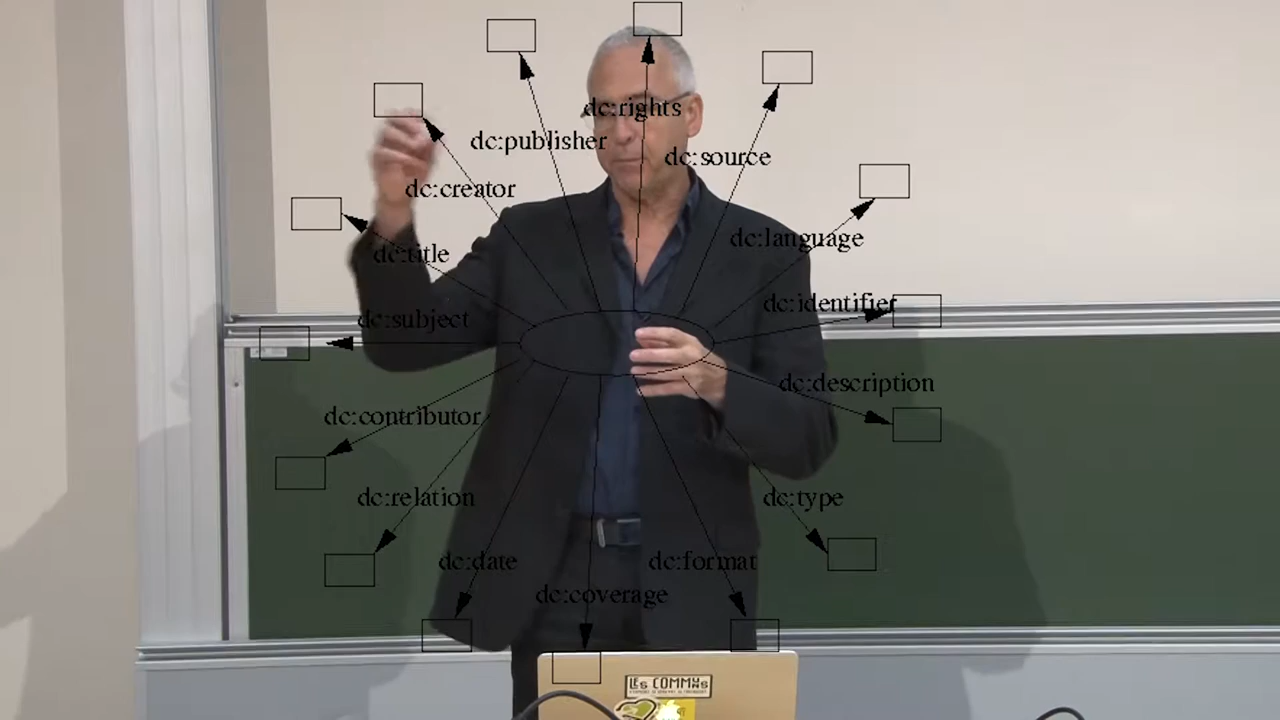 dc:rights
dc:publisher
dc:source
dc:creator
dc:language
dc:title
dc:identifier
dc:subject
dc:description
dc:contributor
dc:relation
dc:type
dc:date
dc:format
dc:coverage
LES COMMUNS